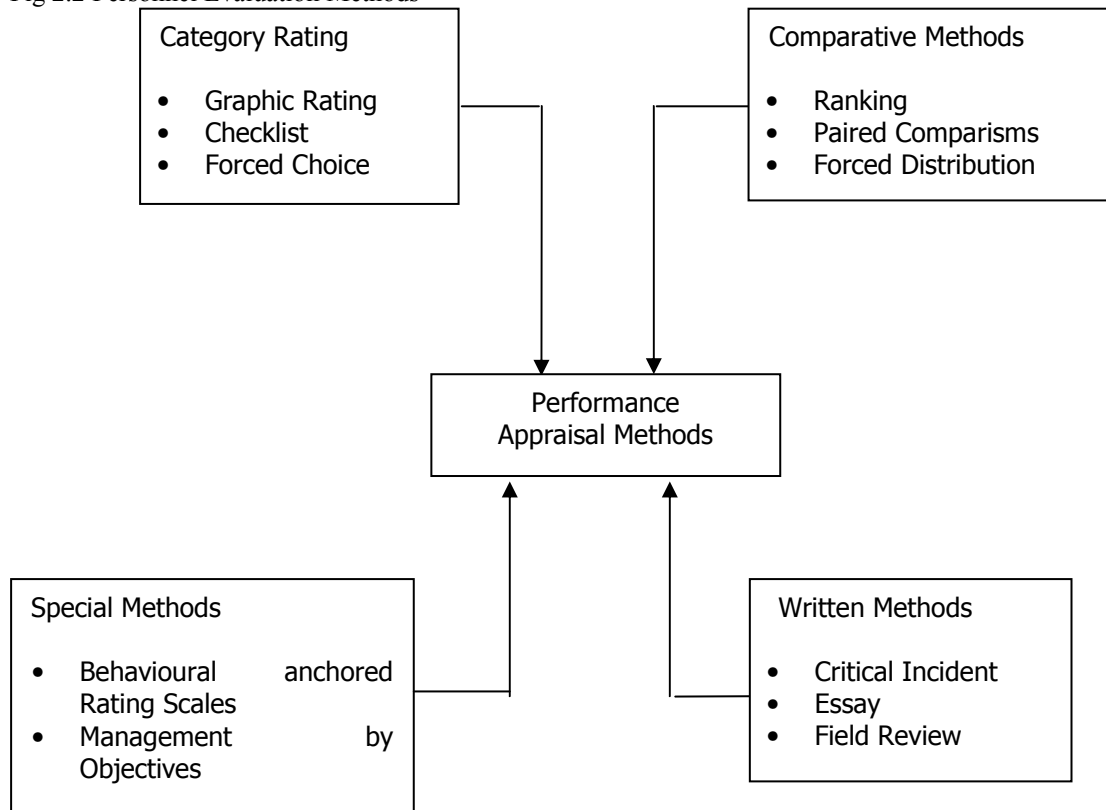 Fig 2.2 Personnel Evaluation Methods
Category Rating
• Graphic Rating
• Checklist
• Forced Choice
Comparative Methods
• Ranking
• Paired Comparisms
• Forced Distribution
Performance
Appraisal Methods
Special Methods
• Behavioural anchored
Rating Scales
• Management by
Objectives
Written Methods
• Critical Incident
• Essay
• Field Review